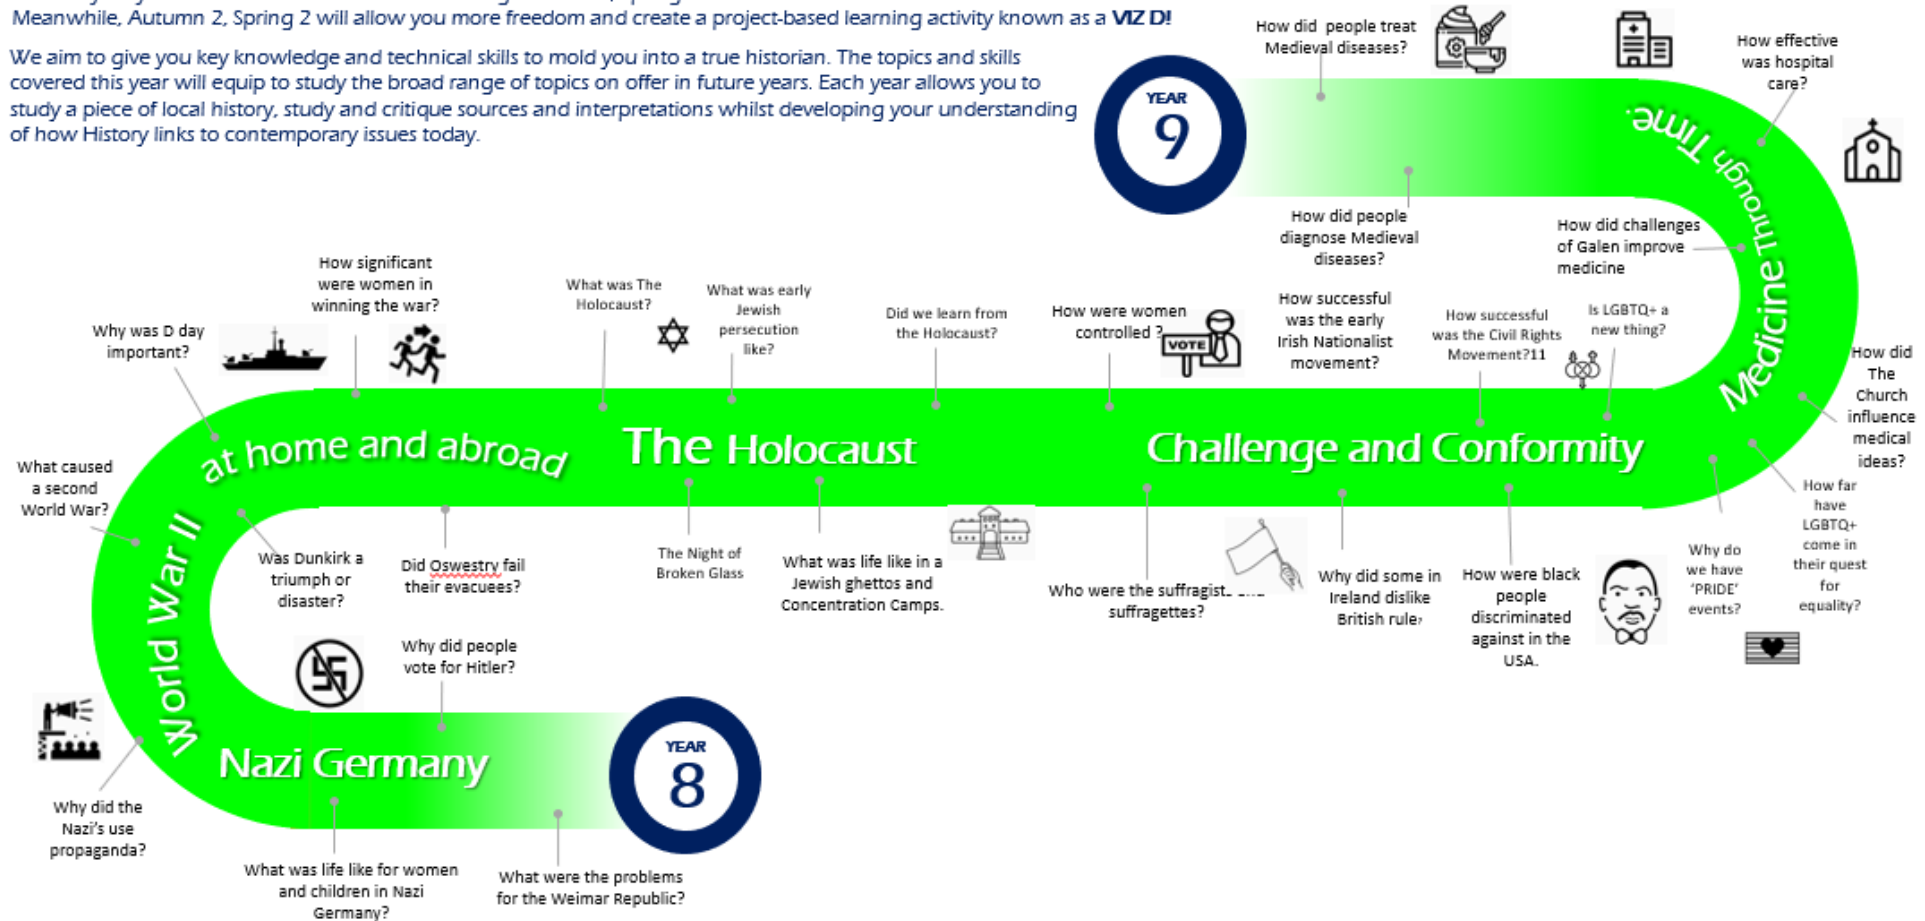 Meanwhile, Autumn 2, Spring 2 will allow you more freedom and create a project-based learning activity known as a VIZ D!
We aim to give you key knowledge and technical skills to mold you into a true historian. The topics and skills
covered this year will equip to study the broad range of topics on offer in future years. Each year allows you to
study a piece of local history, study and critique sources and interpretations whilst developing your understanding
of how History links to contemporary issues today.
YEAR
9
How did people treat
Medieval diseases?
How effective
was hospital
care?
How did people
diagnose Medieval
diseases?
How did challenges
of Galen improve
medicine
Medicine Through Time.
How did
The
Church
influence
medical
ideas?
How far
have
LGBTQ+
come in
their quest
for
equality?
Why do
we have
'PRIDE'
events?
Is LGBTQ+ a
new thing?
How successful
was the Civil Rights
Movement?11
How successful
was the early
Irish Nationalist
movement?
How were women
controlled ?
VOTE
Challenge and Conformity
How were black
people
discriminated
against in the
USA.
Why did some in
Ireland dislike
British rule?
Who were the suffragists and
suffragettes?
Did we learn from
the Holocaust?
What was early
Jewish
persecution
like?
What was The
Holocaust?
The Holocaust
What was life like in a
Jewish ghettos and
Concentration Camps.
The Night of
Broken Glass
How significant
were women in
winning the war?
Why was D day
important?
World War II at home and abroad
Did Oswestry fail
their evacuees?
Was Dunkirk a
triumph or
disaster?
What caused
a second
World War?
Why did people
vote for Hitler?
Nazi Germany
Why did the
Nazi's use
propaganda?
What was life like for women
and children in Nazi
Germany?
What were the problems
for the Weimar Republic?
YEAR
8